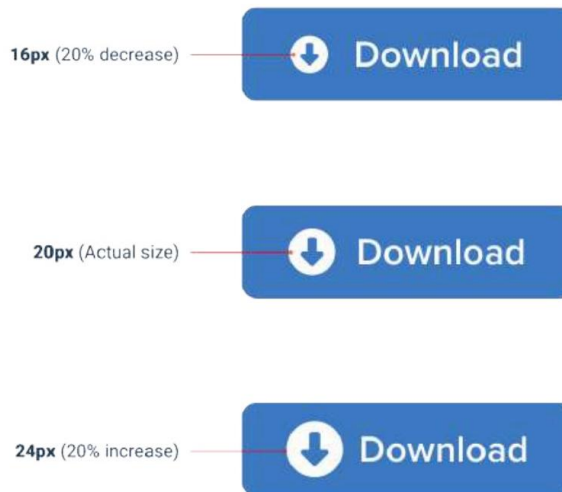 16px (20% decrease)
Download
20px (Actual size)
Download
24px (20% increase)
Download